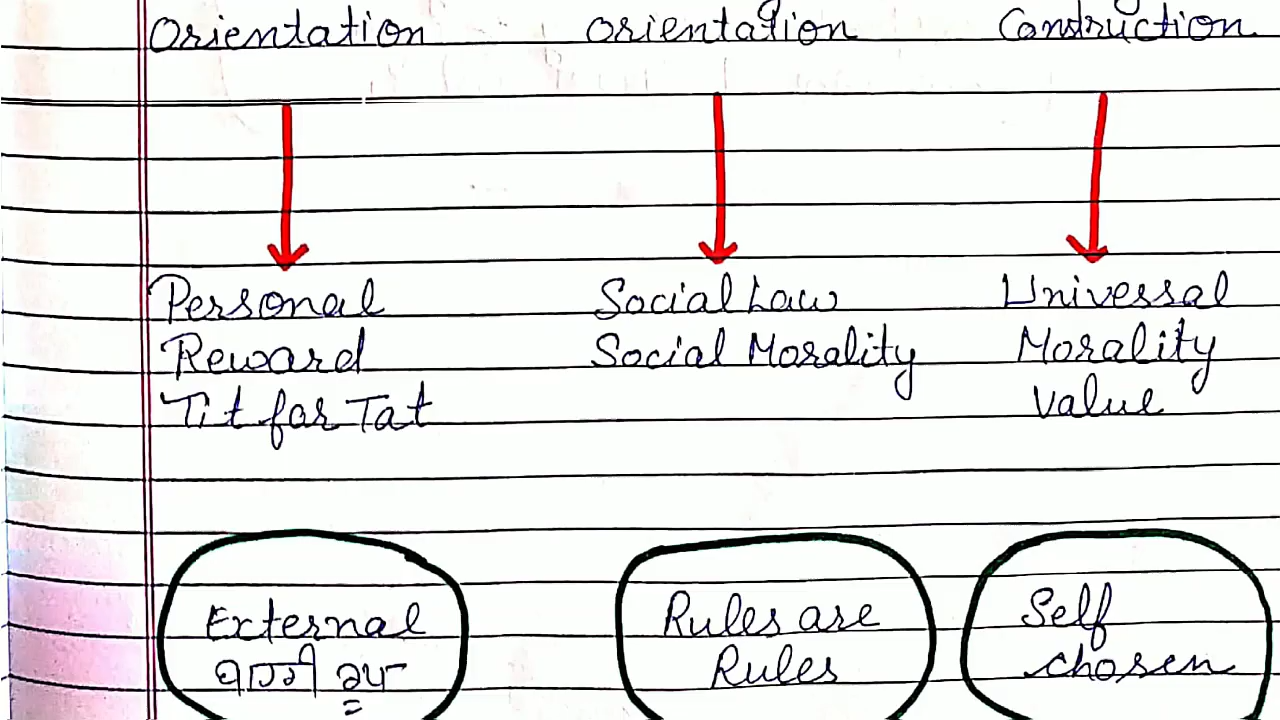 Orientation
Orientation
Construction
Personal
Reward
Tit for Tat
Social Law
Social Morality
Universal
Morality
Value
External
Rules are
Rules
Self
chosen